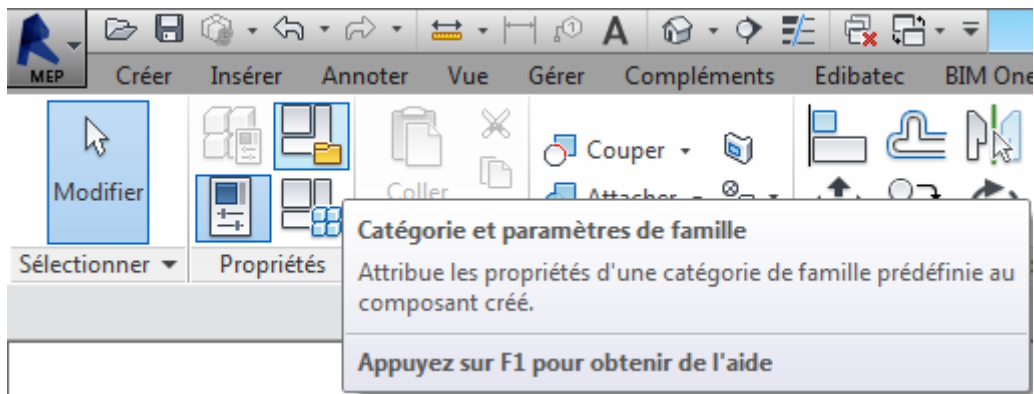 MEP
Créer Insérer Annoter Vue Gérer Compléments Edibatec BIM One
Modifier
Coller
Couper
Attacher
Sélectionner
Propriétés
Catégorie et paramètres de famille
Attribue les propriétés d'une catégorie de famille prédéfinie au
composant créé.
Appuyez sur F1 pour obtenir de l'aide